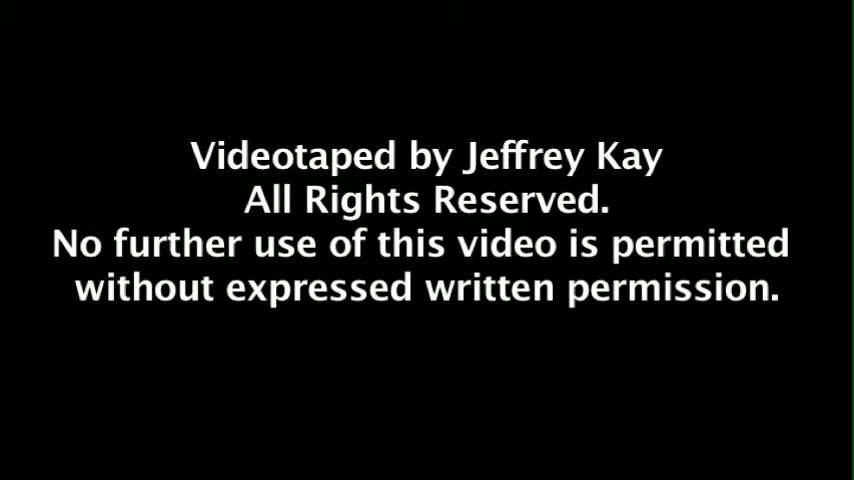 Videotaped by Jeffrey Kay
All Rights Reserved.
No further use of this video is permitted
without expressed written permission.